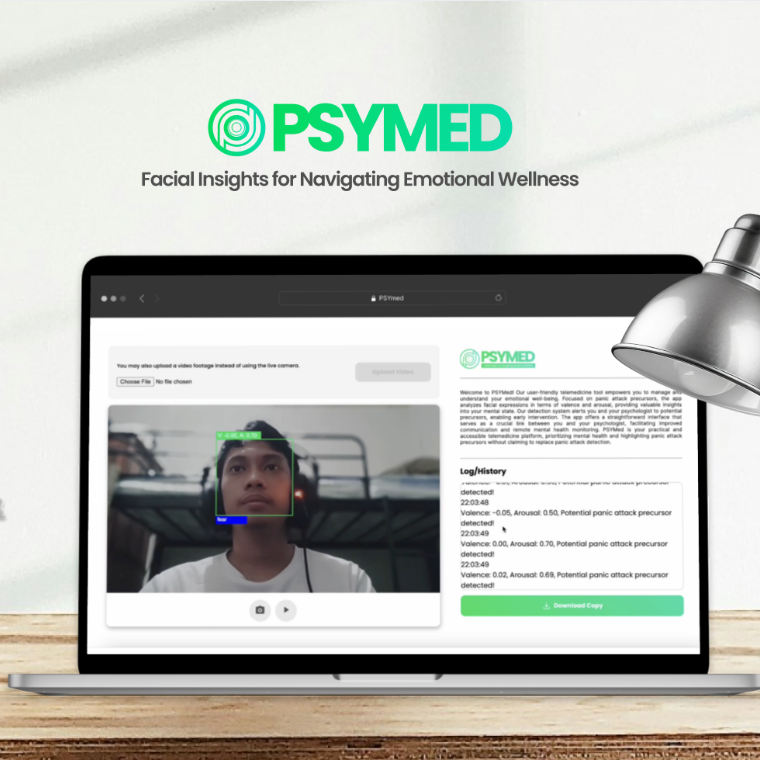 PSYMED
Facial Insights for Navigating Emotional Wellness
PSYmed
You may also upload a video footage instead of using the live camera.
Choose File No file chosen
Upload Video
PSYMED
Welcome to PSYMed! Our user-friendly telemedicine tool empowers you to manage and
understand your emotional well-being. Focused on panic attack precursors, the app
analyzes facial expressions in terms of valence and arousal, providing valuable insights
into your mental state. Our detection system alerts you and your psychologist to potential
precursors, enabling early intervention. The app offers a straightforward interface that
serves as a crucial link between you and your psychologist, facilitating improved
communication and remote mental health monitoring. PSYMed is your practical and
accessible telemedicine platform, prioritizing mental health and highlighting panic attack
precursors without claiming to replace panic attack detection.
fear
Log/History
detected!
22:03:48
Valence: -0.05, Arousal: 0.50, Potential panic attack precursor
detected!
22:03:49
Valence: 0.00, Arousal: 0.70, Potential panic attack precursor
detected!
22:03:49
Valence: 0.02, Arousal: 0.69, Potential panic attack precursor
detected!
Download Copy